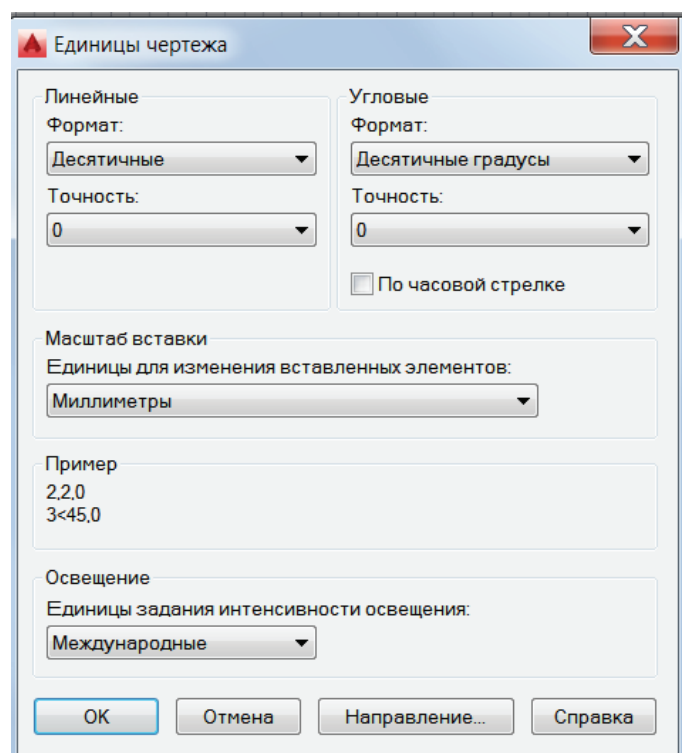 Единицы чертежа
Линейные
Формат:
Десятичные
Точность:
0
Угловые
Формат:
Десятичные градусы
Точность:
0
По часовой стрелке
Масштаб вставки
Единицы для изменения вставленных элементов:
Миллиметры
Пример
2,2,0
3<45,0
Освещение
Единицы задания интенсивности освещения:
Международные
OK
Отмена
Направление...
Справка